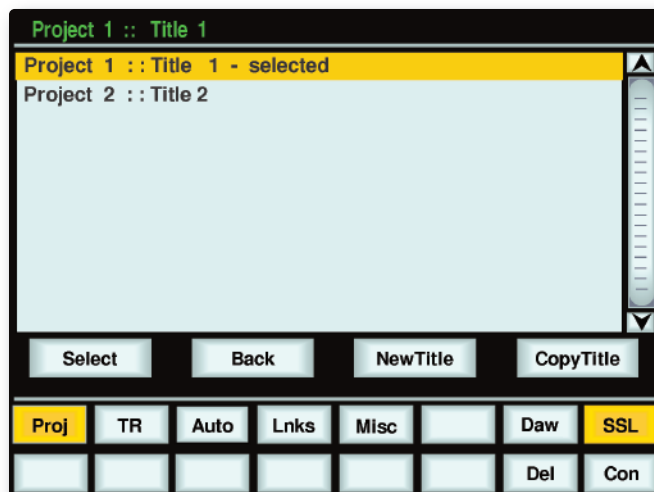 Project 1 :: Title 1
Project 1 :: Title 1 - selected
Project 2 :: Title 2
Select Back NewTitle CopyTitle
Proj TR Auto Lnks Misc Daw SSL
Del Con